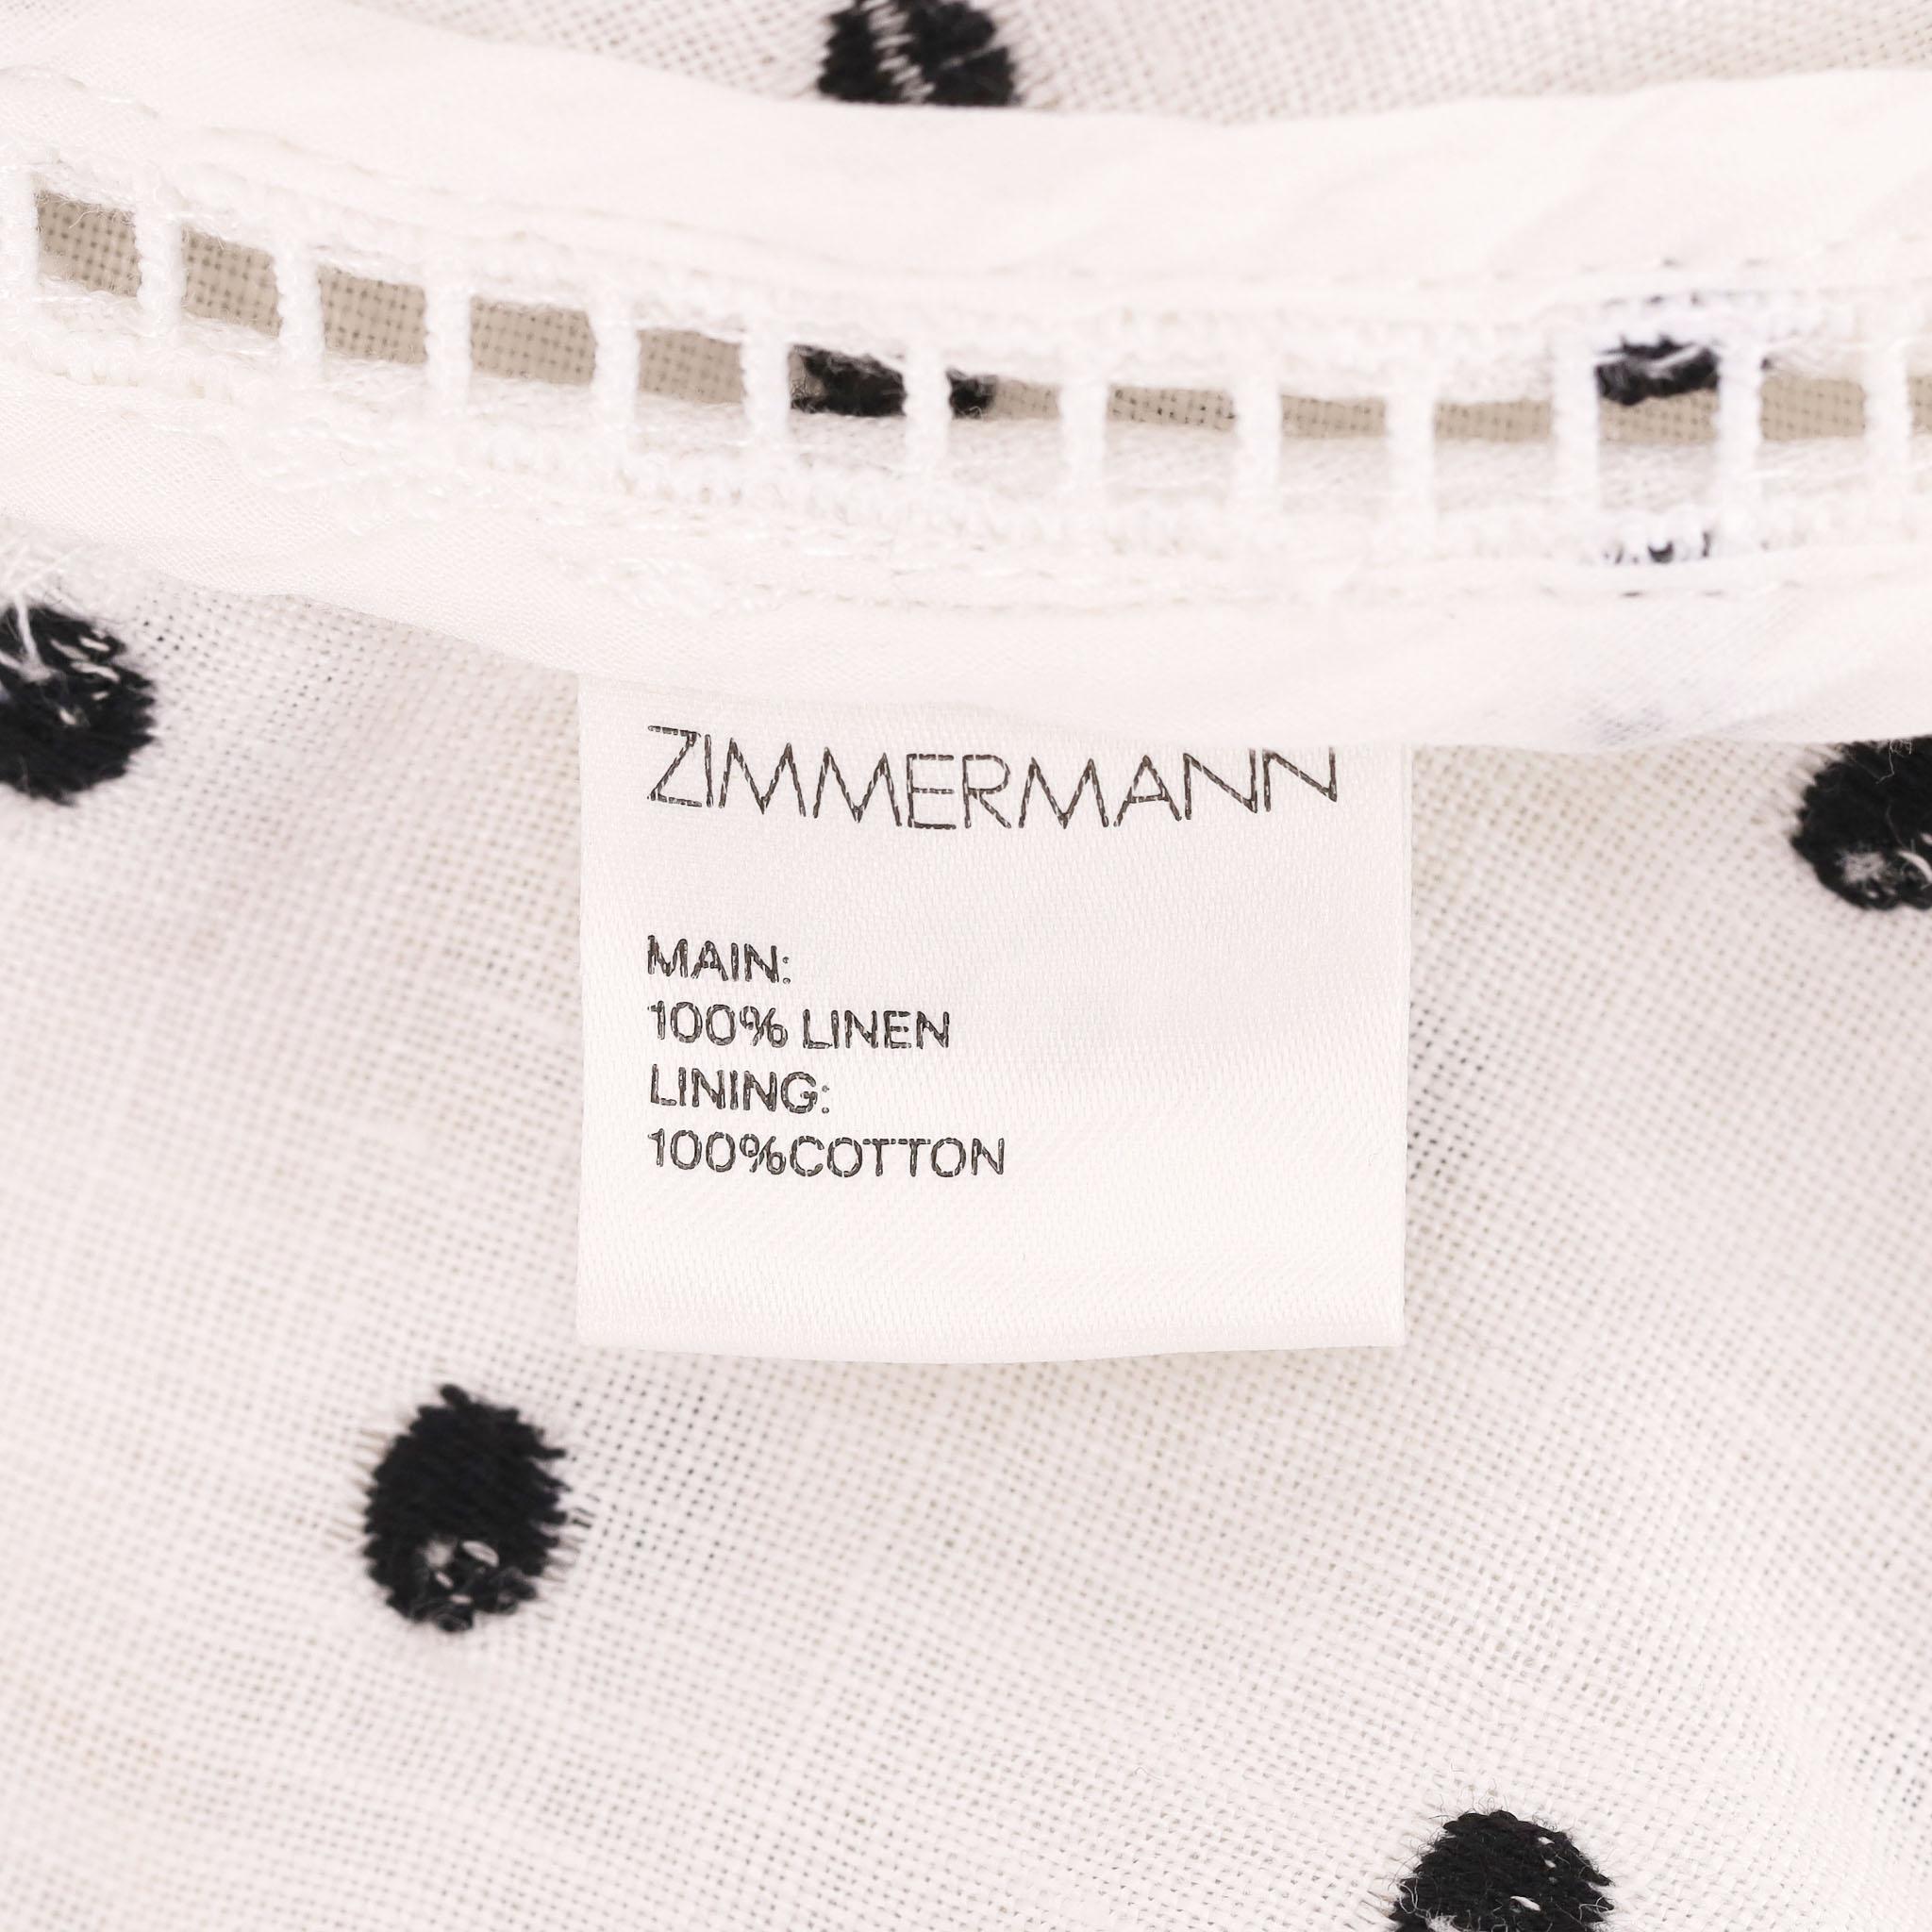 ZIMMERMANN
MAIN:
100% LINEN
LINING:
100%COTTON